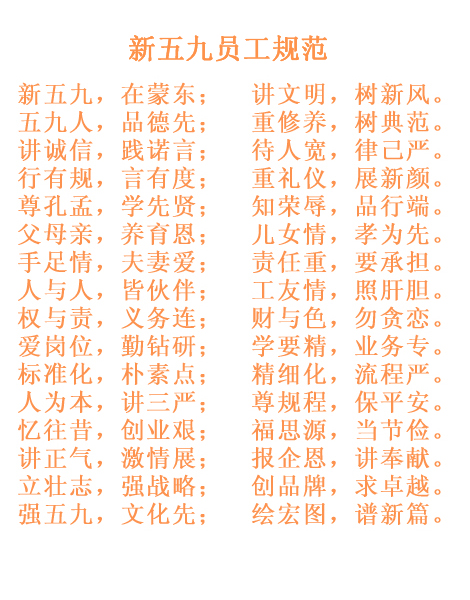 新五九员工规范
新五九，在蒙东； 讲文明，树新风。
五九人，品德先； 重修养，树典范。
讲诚信，践诺言； 待人宽，律己严。
行有规，言有度； 重礼仪，展新颜。
尊孔孟，学先贤； 知荣辱，品行端。
父母亲，养育恩； 儿女情，孝为先。
手足情，夫妻爱； 责任重，要承担。
人与人，皆伙伴； 工友情，照肝胆。
权与责，义务连； 财与色，勿贪恋。
爱岗位，勤钻研； 学要精，业务专。
标准化，朴素点； 精细化，流程严。
人为本，讲三严； 尊规程，保平安。
忆往昔，创业艰； 福思源，当节俭。
讲正气，激情展； 报企恩，讲奉献。
立壮志，强战略； 创品牌，求卓越。
强五九，文化先； 绘宏图，谱新篇。